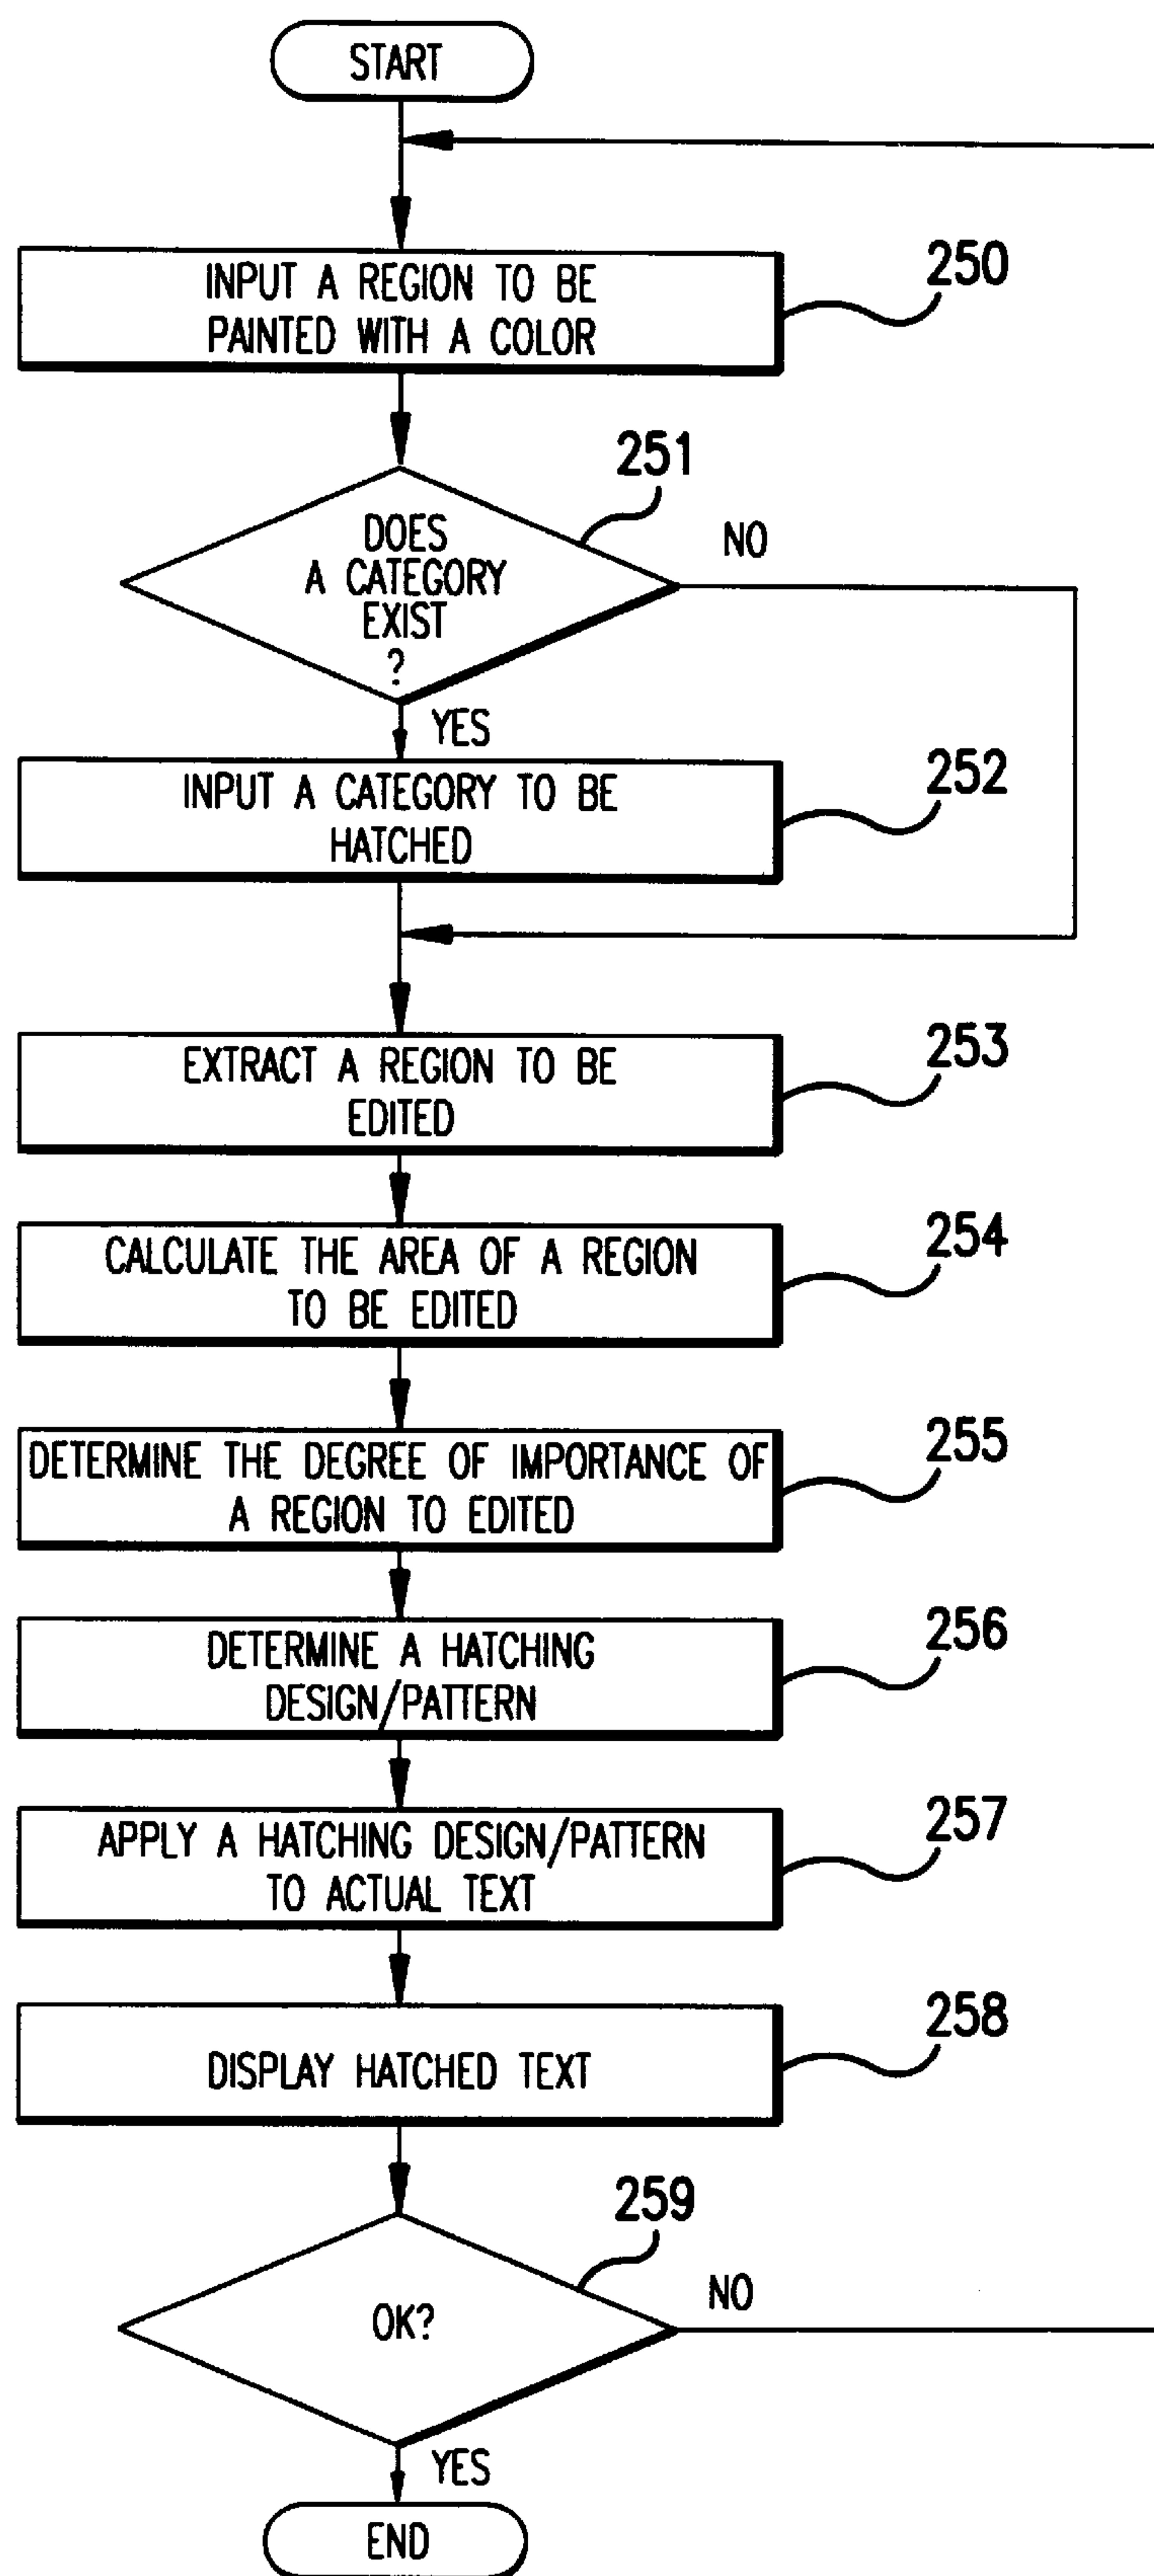 START
INPUT A REGION TO BE
PAINTED WITH A COLOR
250
251
DOES
A CATEGORY
EXIST
?
NO
YES
INPUT A CATEGORY TO BE
HATCHED
252
EXTRACT A REGION TO BE
EDITED
253
CALCULATE THE AREA OF A REGION
TO BE EDITED
254
DETERMINE THE DEGREE OF IMPORTANCE OF
A REGION TO EDITED
255
DETERMINE A HATCHING
DESIGN/PATTERN
256
APPLY A HATCHING DESIGN/PATTERN
TO ACTUAL TEXT
257
DISPLAY HATCHED TEXT
258
259
OK?
NO
YES
END